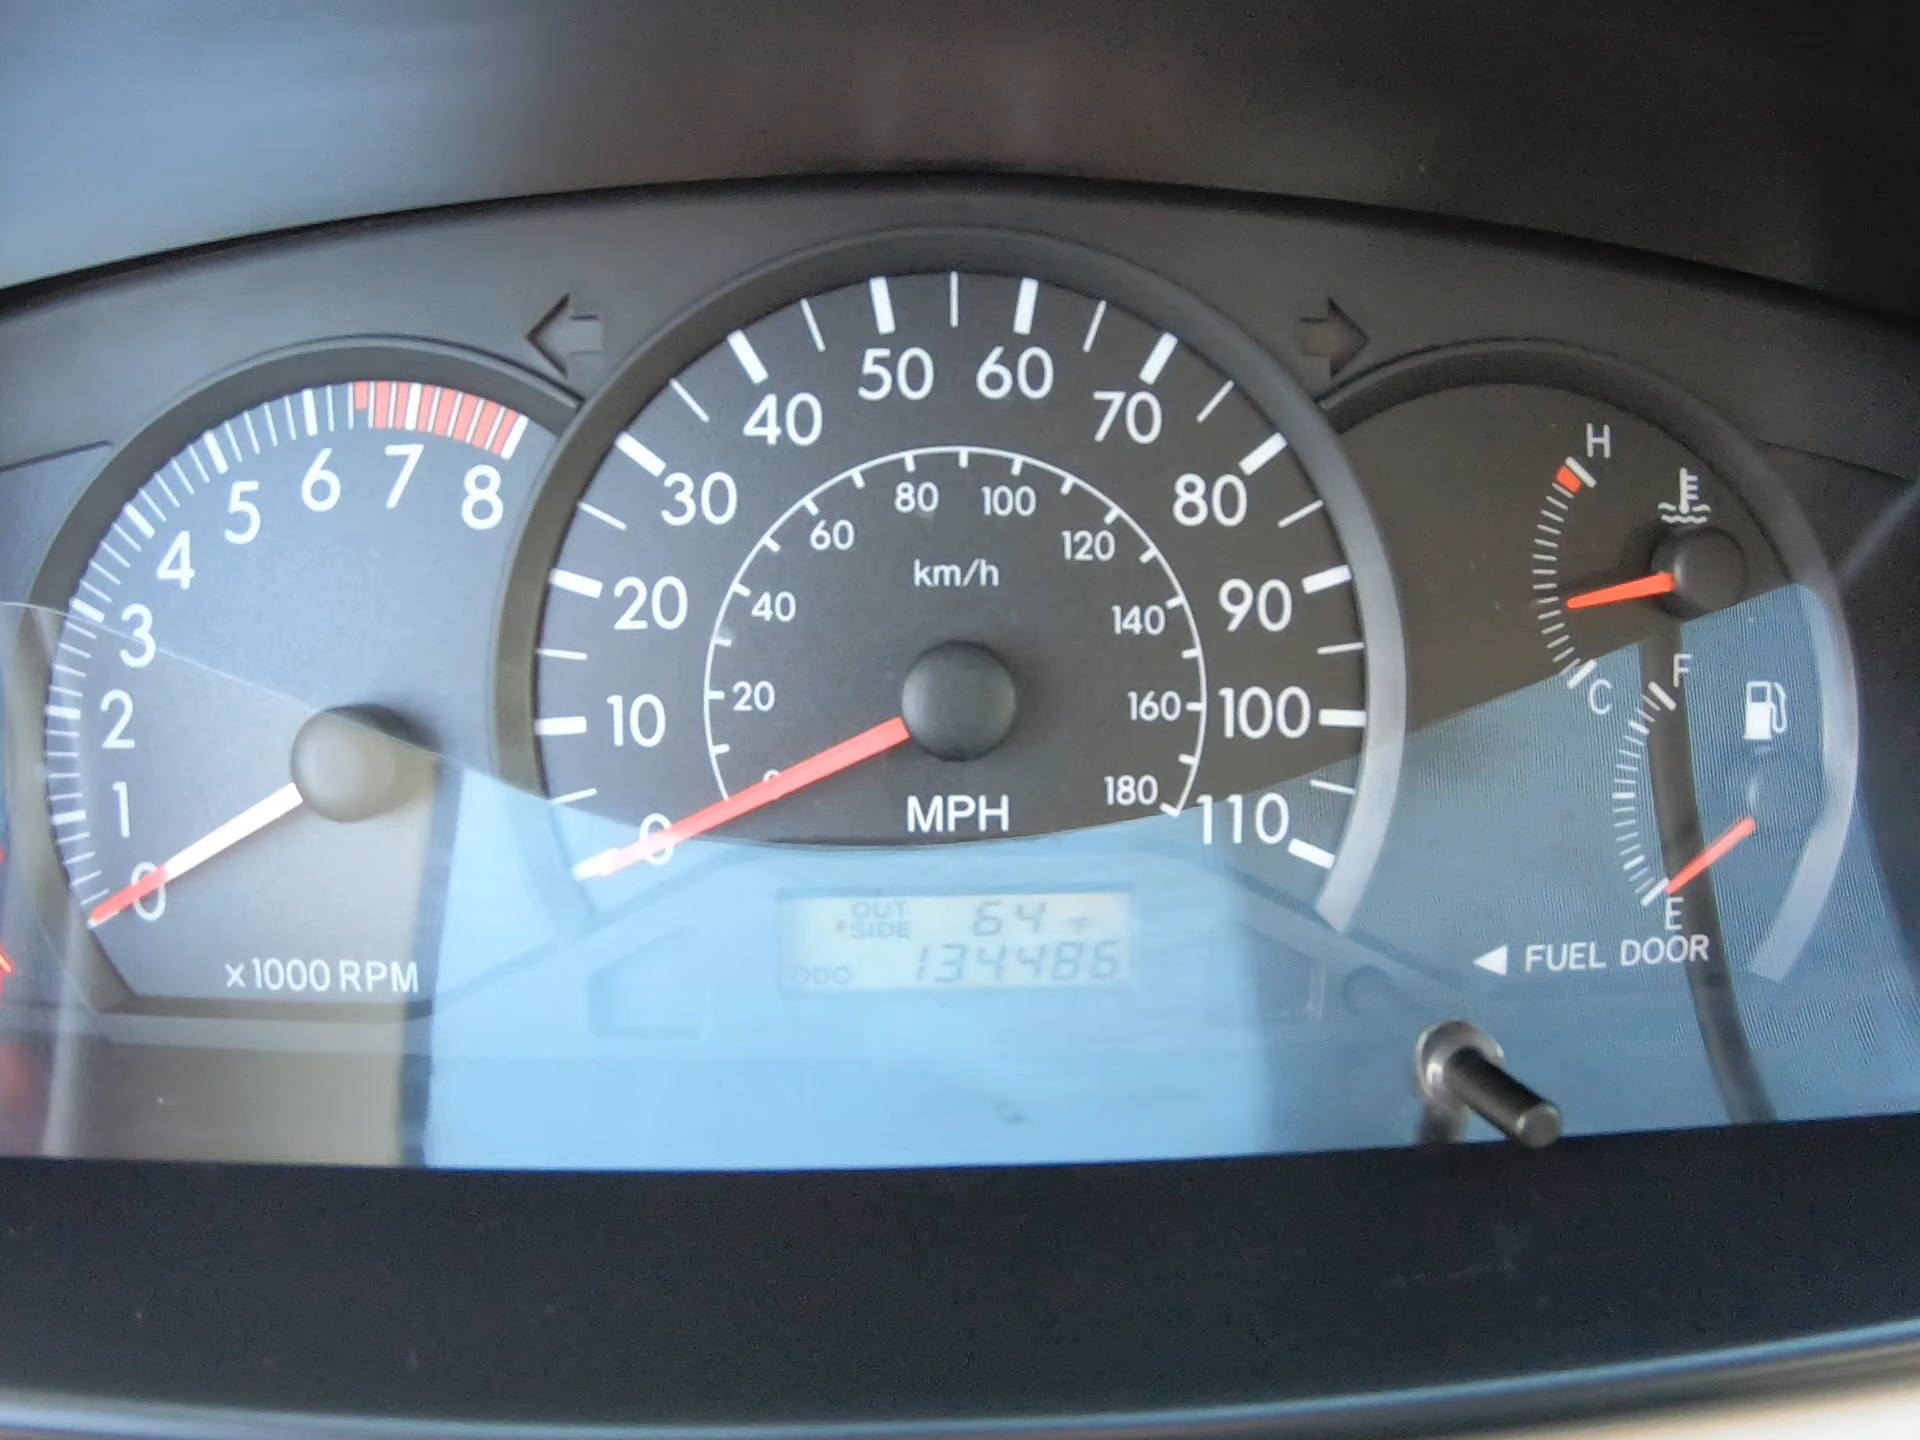 0 1 2 3 4 5 6 7 8
x1000 RPM
0 10 20 30 40 50 60 70 80 90 100 110
MPH
0 20 40 60 80 100 120 140 160 180
km/h
OUT
SIDE
64 °F
ODO 134486
H
C
F
E
◀ FUEL DOOR